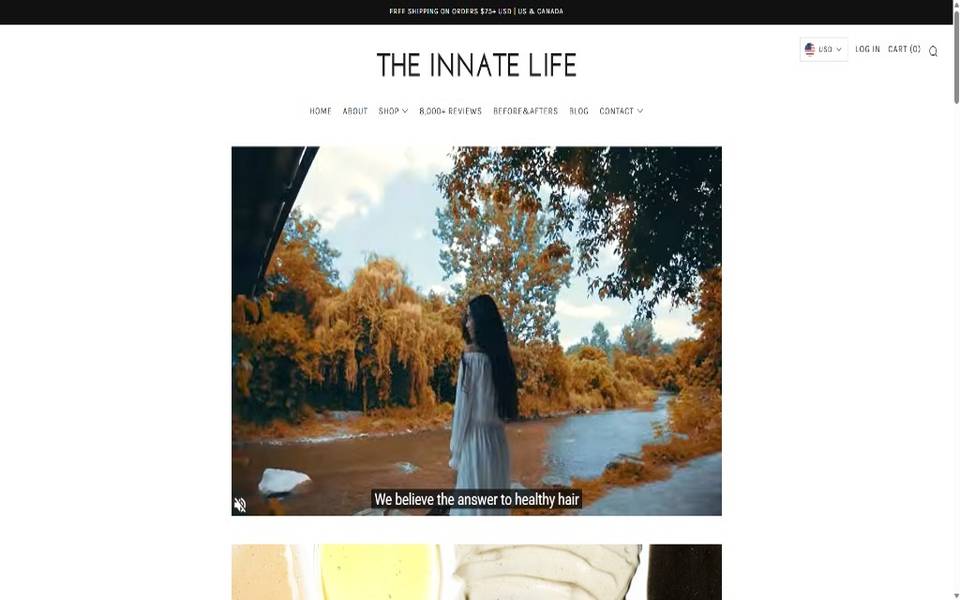 FREE SHIPPING ON ORDERS $75+ USD | US & CANADA
USD
LOG IN
CART (0)
THE INNATE LIFE
HOME
ABOUT
SHOP
8,000+ REVIEWS
BEFORE&AFTERS
BLOG
CONTACT
We believe the answer to healthy hair